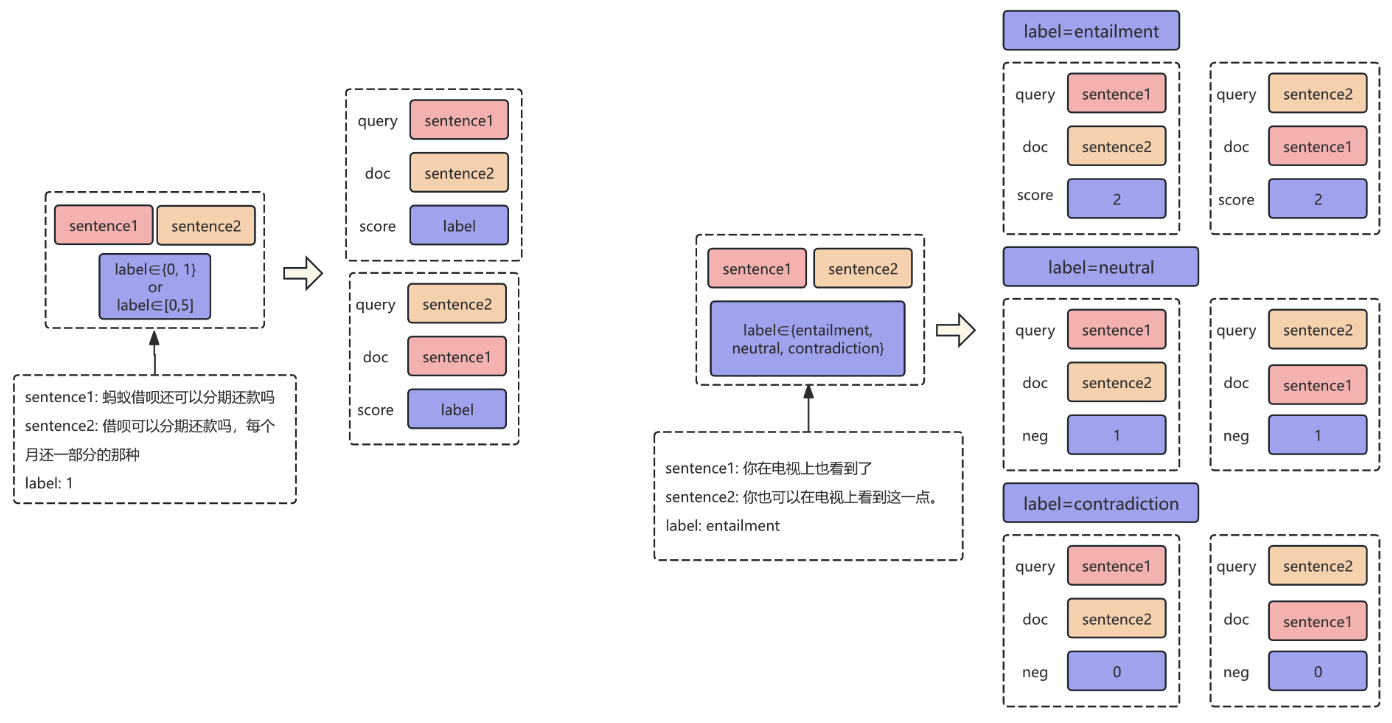 query
sentence1
doc
sentence2
score
label
query
sentence2
doc
sentence1
score
label
sentence1
sentence2
label∈{0, 1}
or
label∈[0,5]
sentence1: 蚂蚁借呗还可以分期还款吗
sentence2: 借呗可以分期还款吗，每个
月还一部分的那种
label: 1
sentence1
sentence2
label∈{entailment,
neutral, contradiction}
sentence1: 你在电视上也看到了
sentence2: 你也可以在电视上看到这一点。
label: entailment
label=entailment
query
sentence1
doc
sentence2
score
2
query
sentence2
doc
sentence1
score
2
label=neutral
query
sentence1
doc
sentence2
neg
1
query
sentence2
doc
sentence1
neg
1
label=contradiction
query
sentence1
doc
sentence2
neg
0
query
sentence2
doc
sentence1
neg
0